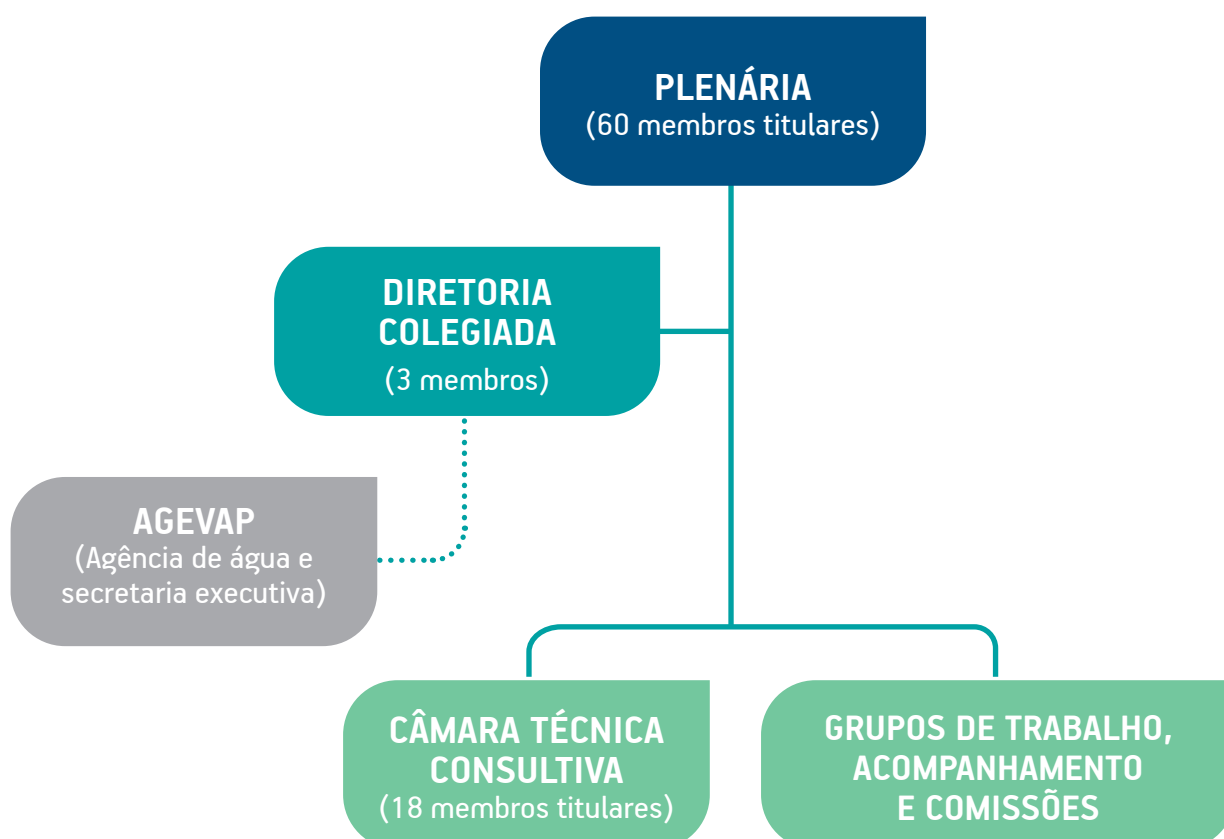 PLENÁRIA
(60 membros titulares)
DIRETORIA
COLEGIADA
(3 membros)
AGEVAP
(Agência de água e
secretaria executiva)
CÂMARA TÉCNICA
CONSULTIVA
(18 membros titulares)
GRUPOS DE TRABALHO,
ACOMPANHAMENTO
E COMISSÕES